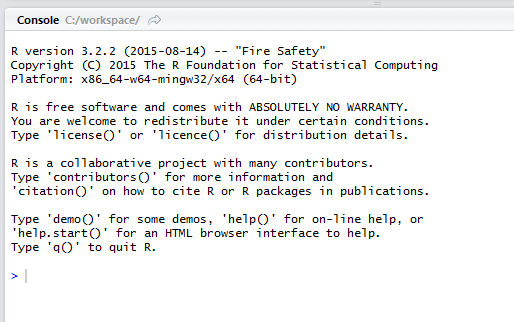 Console C:/workspace/
R version 3.2.2 (2015-08-14) -- "Fire Safety"
Copyright (C) 2015 The R Foundation for Statistical Computing
Platform: x86_64-w64-mingw32/x64 (64-bit)
R is free software and comes with ABSOLUTELY NO WARRANTY.
You are welcome to redistribute it under certain conditions.
Type 'license()' or 'licence()' for distribution details.
R is a collaborative project with many contributors.
Type 'contributors()' for more information and
'citation()' on how to cite R or R packages in publications.
Type 'demo()' for some demos, 'help()' for on-line help, or
'help.start()' for an HTML browser interface to help.
Type 'q()' to quit R.
>